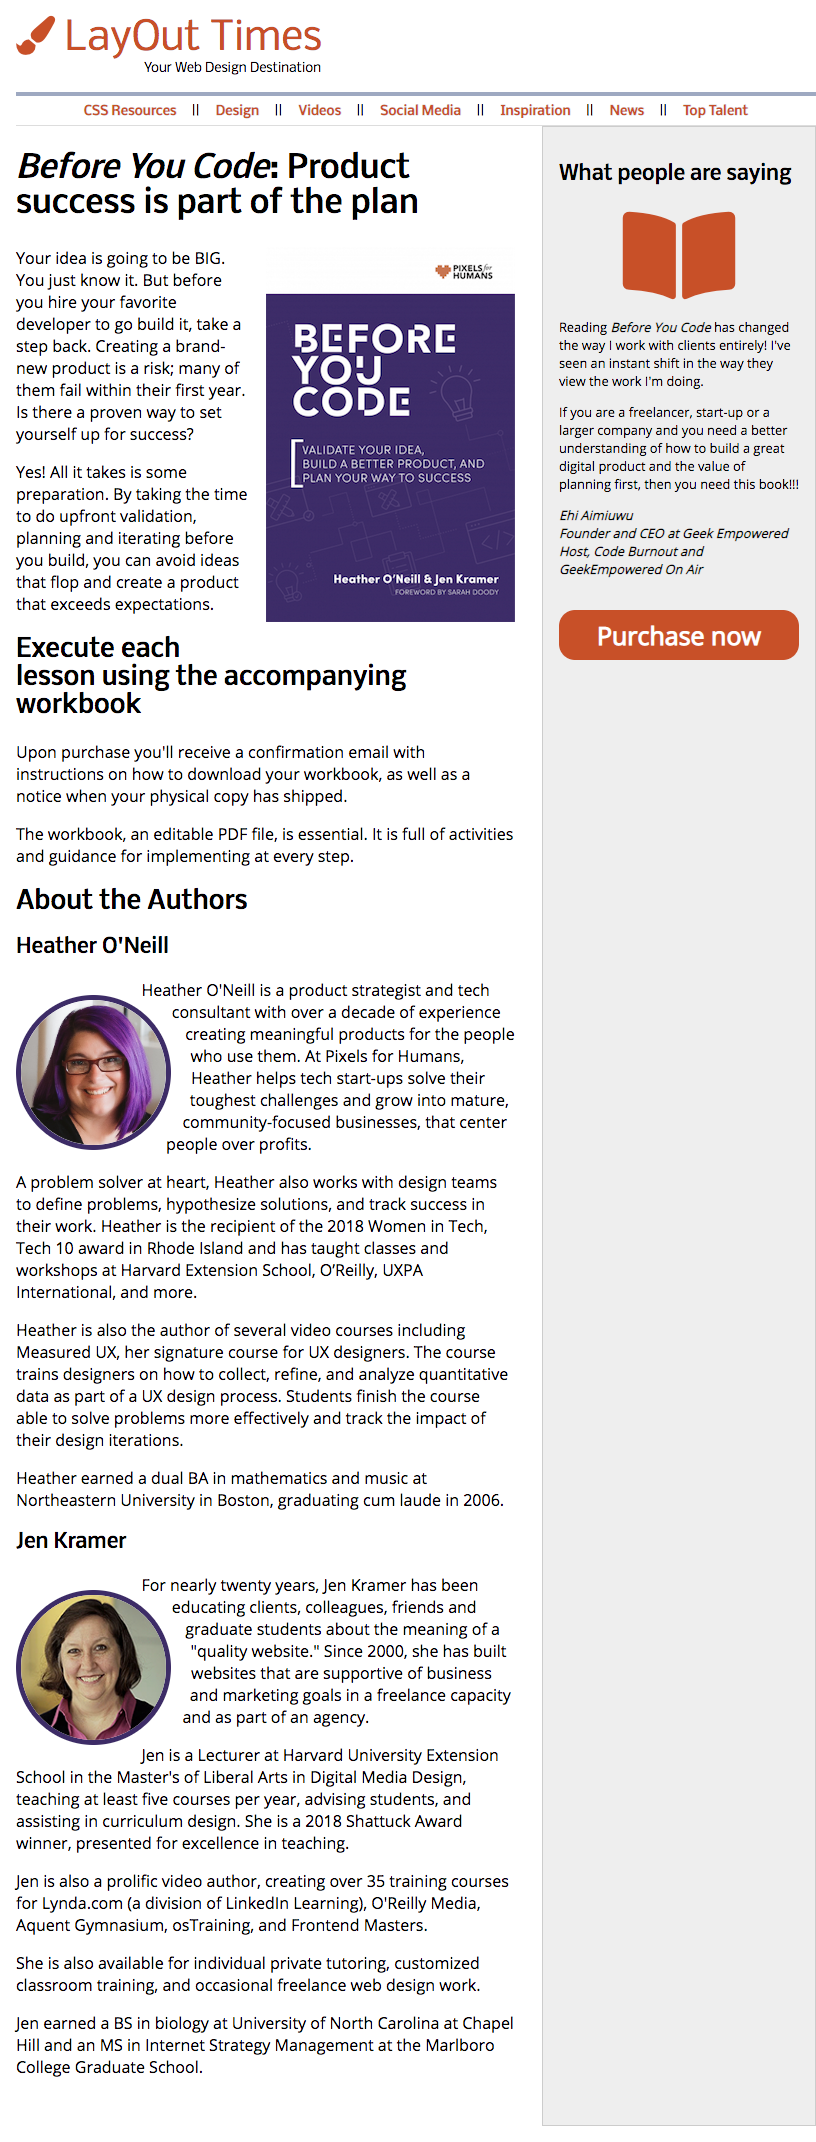 LayOut Times
Your Web Design Destination
CSS Resources || Design || Videos || Social Media || Inspiration || News || Top Talent
Before You Code: Product
success is part of the plan
Your idea is going to be BIG.
You just know it. But before
you hire your favorite
developer to go build it, take a
step back. Creating a brand-
new product is a risk; many of
them fail within their first year.
Is there a proven way to set
yourself up for success?
Yes! All it takes is some
preparation. By taking the time
to do upfront validation,
planning and iterating before
you build, you can avoid ideas
that flop and create a product
that exceeds expectations.
PIXELS for
HUMANS
BEFORE
YOU
CODE
VALIDATE YOUR IDEA,
BUILD A BETTER PRODUCT, AND
PLAN YOUR WAY TO SUCCESS
Heather O'Neill & Jen Kramer
FOREWORD BY SARAH DOODY
Execute each
lesson using the accompanying
workbook
Upon purchase you'll receive a confirmation email with
instructions on how to download your workbook, as well as a
notice when your physical copy has shipped.
The workbook, an editable PDF file, is essential. It is full of activities
and guidance for implementing at every step.
About the Authors
Heather O'Neill
Heather O'Neill is a product strategist and tech
consultant with over a decade of experience
creating meaningful products for the people
who use them. At Pixels for Humans,
Heather helps tech start-ups solve their
toughest challenges and grow into mature,
community-focused businesses, that center
people over profits.
A problem solver at heart, Heather also works with design teams
to define problems, hypothesize solutions, and track success in
their work. Heather is the recipient of the 2018 Women in Tech,
Tech 10 award in Rhode Island and has taught classes and
workshops at Harvard Extension School, O’Reilly, UXPA
International, and more.
Heather is also the author of several video courses including
Measured UX, her signature course for UX designers. The course
trains designers on how to collect, refine, and analyze quantitative
data as part of a UX design process. Students finish the course
able to solve problems more effectively and track the impact of
their design iterations.
Heather earned a dual BA in mathematics and music at
Northeastern University in Boston, graduating cum laude in 2006.
Jen Kramer
For nearly twenty years, Jen Kramer has been
educating clients, colleagues, friends and
graduate students about the meaning of a
"quality website." Since 2000, she has built
websites that are supportive of business
and marketing goals in a freelance capacity
and as part of an agency.
Jen is a Lecturer at Harvard University Extension
School in the Master's of Liberal Arts in Digital Media Design,
teaching at least five courses per year, advising students, and
assisting in curriculum design. She is a 2018 Shattuck Award
winner, presented for excellence in teaching.
Jen is also a prolific video author, creating over 35 training courses
for Lynda.com (a division of LinkedIn Learning), O'Reilly Media,
Aquent Gymnasium, osTraining, and Frontend Masters.
She is also available for individual private tutoring, customized
classroom training, and occasional freelance web design work.
Jen earned a BS in biology at University of North Carolina at Chapel
Hill and an MS in Internet Strategy Management at the Marlboro
College Graduate School.
What people are saying
Reading Before You Code has changed
the way I work with clients entirely! I've
seen an instant shift in the way they
view the work I'm doing.
If you are a freelancer, start-up or a
larger company and you need a better
understanding of how to build a great
digital product and the value of
planning first, then you need this book!!!
Ehi Aimiuwu
Founder and CEO at Geek Empowered
Host, Code Burnout and
GeekEmpowered On Air
Purchase now